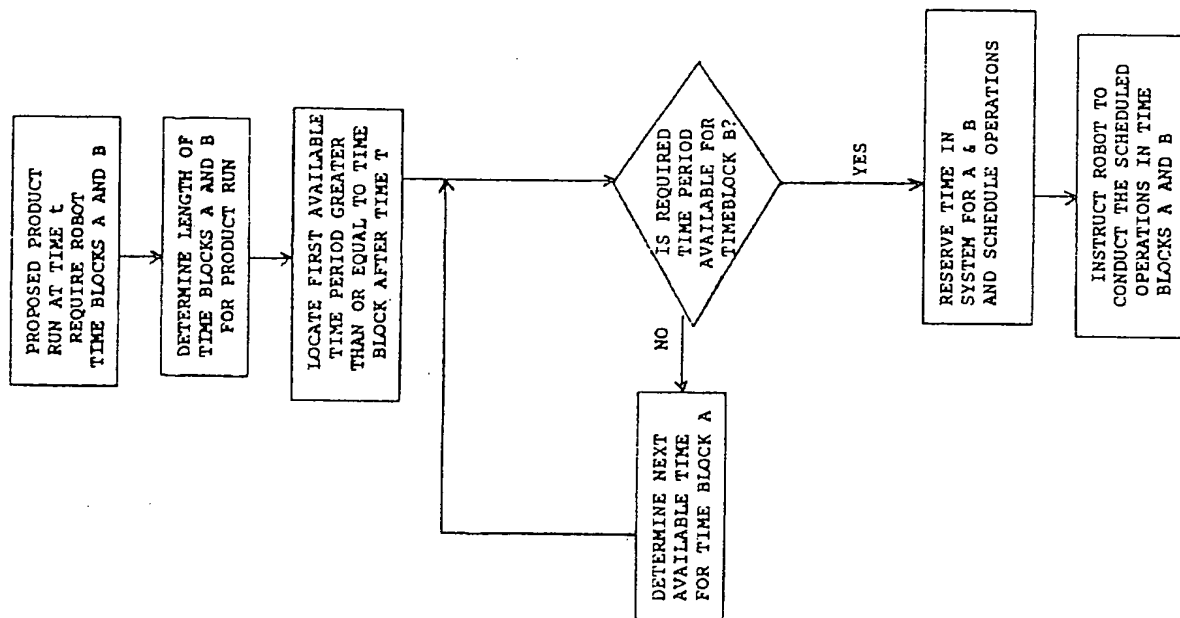 PROPOSED PRODUCT
RUN AT TIME t
REQUIRE ROBOT
TIME BLOCKS A AND B
DETERMINE LENGTH OF
TIME BLOCKS A AND B
FOR PRODUCT RUN
LOCATE FIRST AVAILABLE
TIME PERIOD GREATER
THAN OR EQUAL TO TIME
BLOCK AFTER TIME T
IS REQUIRED
TIME PERIOD
AVAILABLE FOR
TIMEBLOCK B?
NO
DETERMINE NEXT
AVAILABLE TIME
FOR TIME BLOCK A
YES
RESERVE TIME IN
SYSTEM FOR A & B
AND SCHEDULE OPERATIONS
INSTRUCT ROBOT TO
CONDUCT THE SCHEDULED
OPERATIONS IN TIME
BLOCKS A AND B